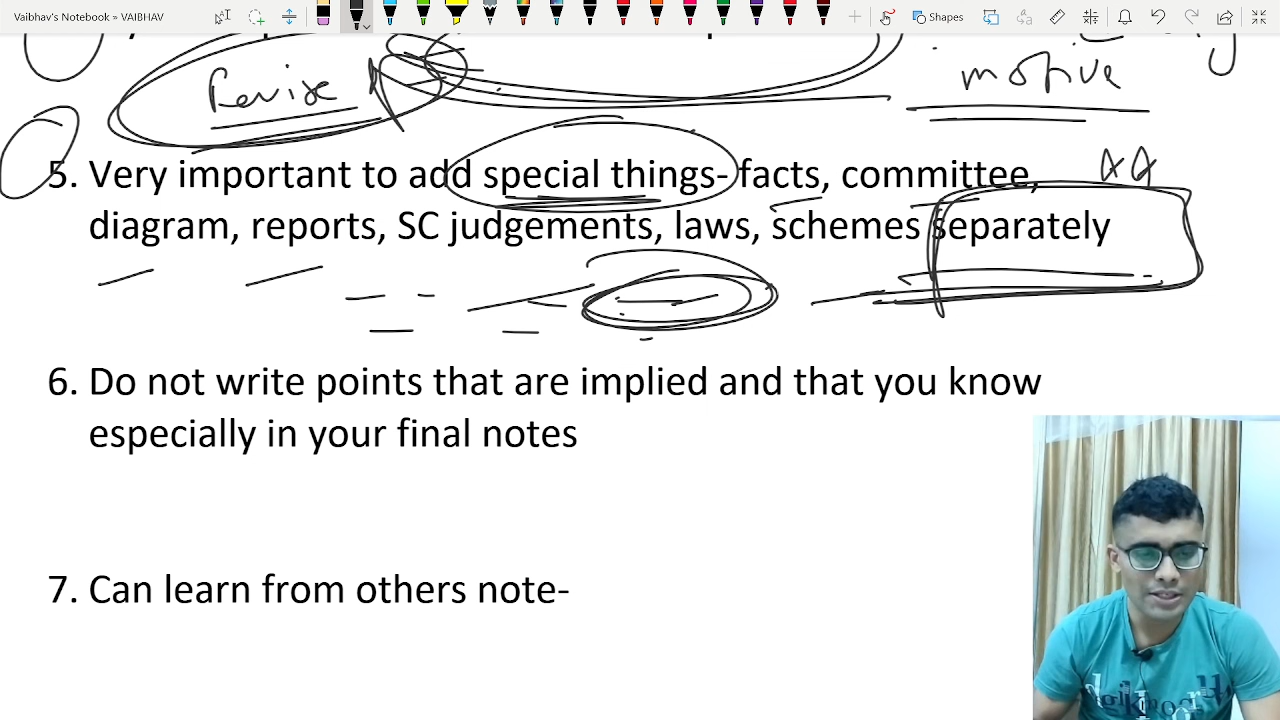 Vaibhav's Notebook » VAIBHAV
Shapes
Revise
motive
5. Very important to add special things- facts, committee,
diagram, reports, SC judgements, laws, schemes separately
6. Do not write points that are implied and that you know
especially in your final notes
7. Can learn from others note-